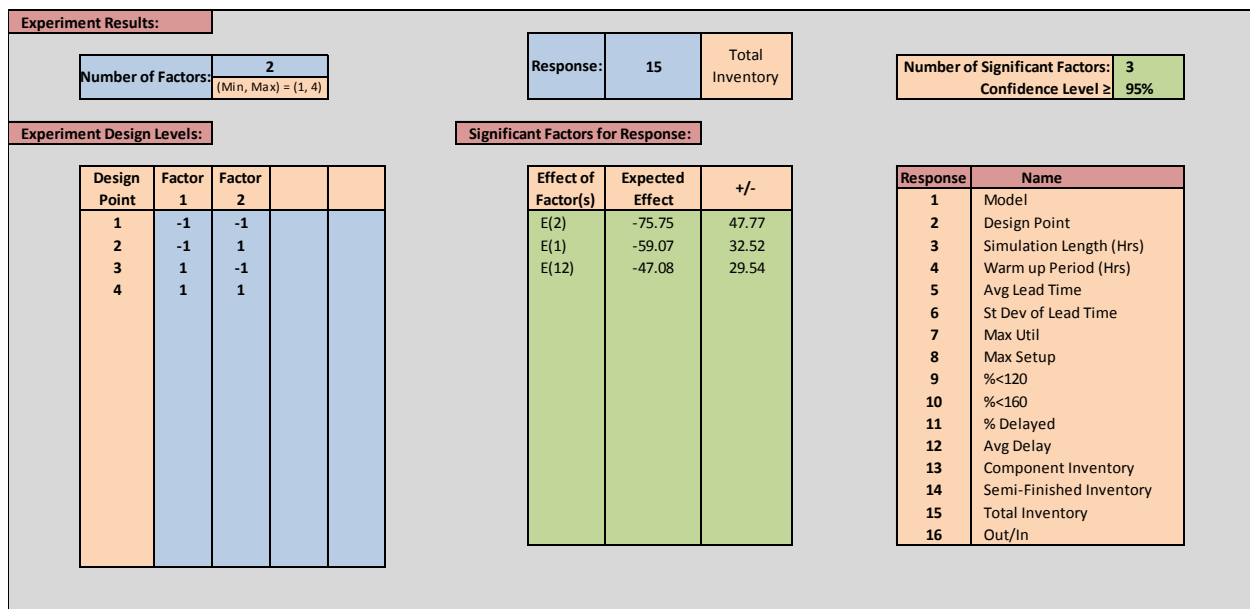 Experiment Results:
Number of Factors: 2
(Min, Max) = (1, 4)
Response: 15 Total Inventory
Number of Significant Factors: 3
Confidence Level ≥ 95%
Experiment Design Levels:
Design Point Factor 1 Factor 2
1 -1 -1
2 -1 1
3 1 -1
4 1 1
Significant Factors for Response:
Effect of Factor(s) Expected Effect +/-
E(2) -75.75 47.77
E(1) -59.07 32.52
E(12) -47.08 29.54
Response Name
1 Model
2 Design Point
3 Simulation Length (Hrs)
4 Warm up Period (Hrs)
5 Avg Lead Time
6 St Dev of Lead Time
7 Max Util
8 Max Setup
9 %<120
10 %<160
11 % Delayed
12 Avg Delay
13 Component Inventory
14 Semi-Finished Inventory
15 Total Inventory
16 Out/In